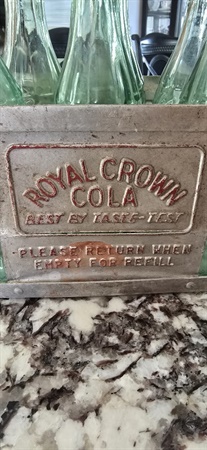 ROYAL CROWN
COLA
BEST BY TASTE-TEST
PLEASE RETURN WHEN
EMPTY FOR REFILL